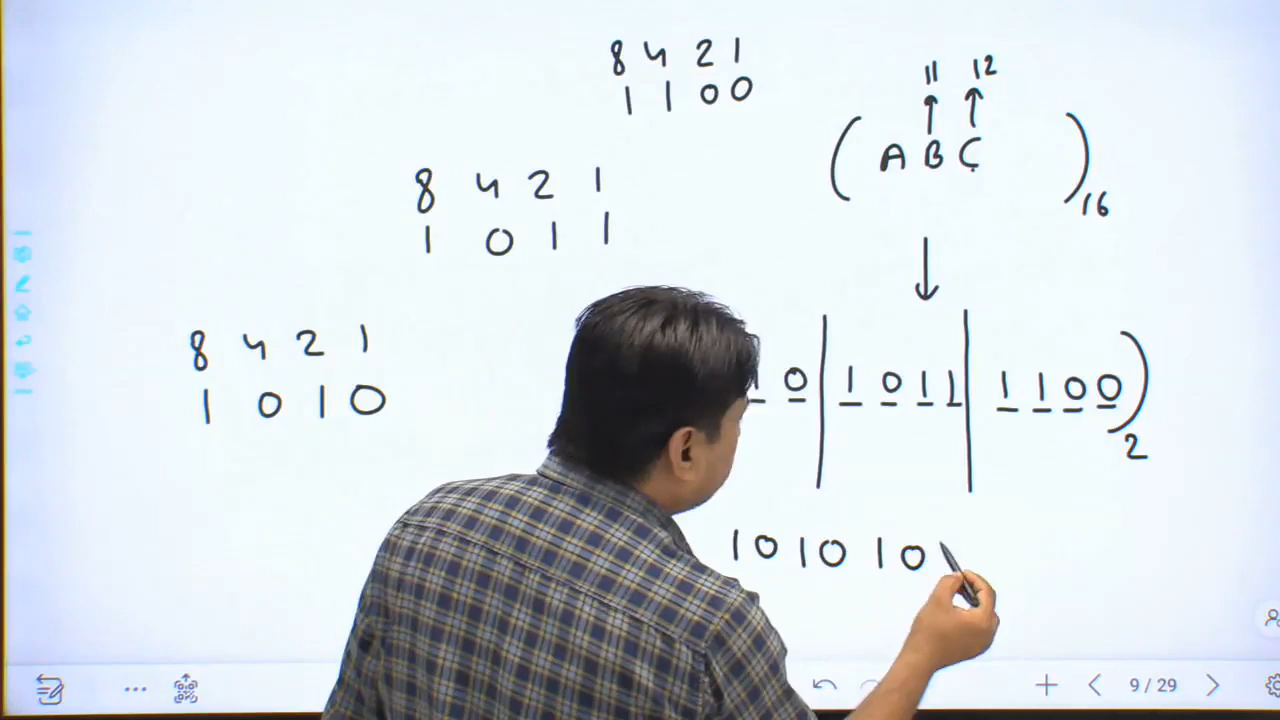 8 4 2 1
1 1 0 0
11 12
( A B C )16
8 4 2 1
1 0 1 1
8 4 2 1
1 0 1 0
1 0 | 1 0 1 1 | 1 1 0 0 )2
1 0 1 0 1 0
9 / 29